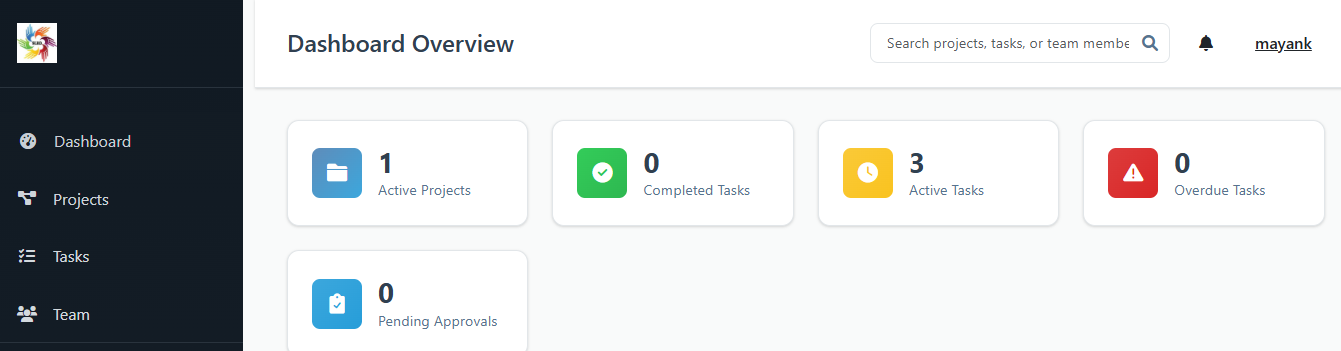 Dashboard Overview
Search projects, tasks, or team membe
mayank
Dashboard
Projects
Tasks
Team
1
Active Projects
0
Completed Tasks
3
Active Tasks
0
Overdue Tasks
0
Pending Approvals